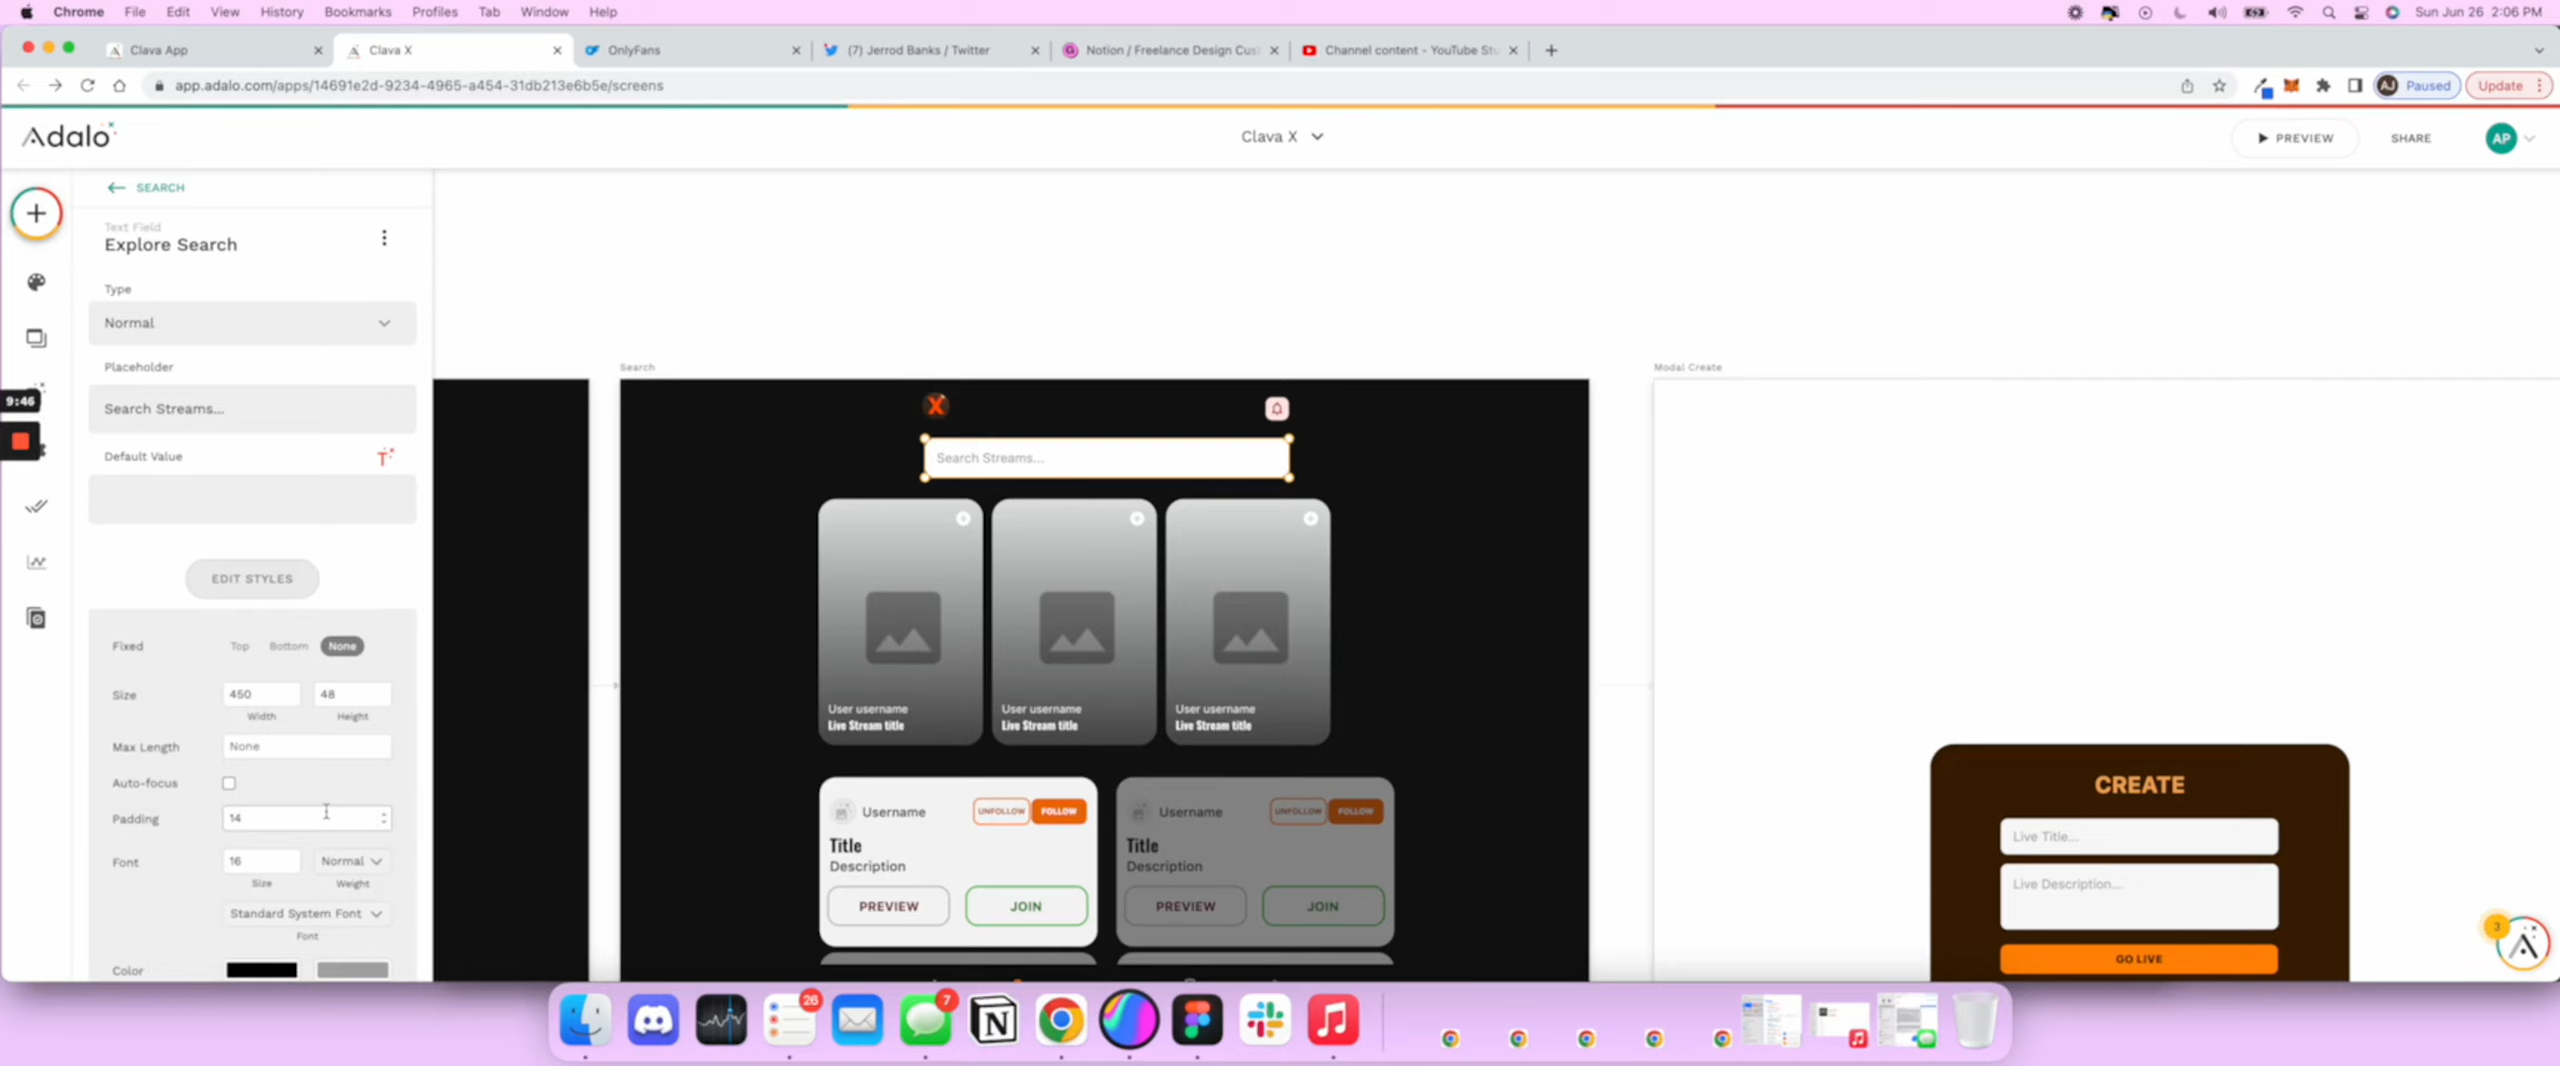 Chrome File Edit View History Bookmarks Profiles Tab Window Help
Sun Jun 26 2:06 PM
Clava App
Clava X
OnlyFans
(7) Jerrod Banks / Twitter
Notion / Freelance Design Cus
Channel content - YouTube Stu
app.adalo.com/apps/14691e2d-9234-4965-a454-31db213e6b5e/screens
AJ Paused
Update
Adalo
Clava X
PREVIEW
SHARE
AP
SEARCH
Text Field
Explore Search
Type
Normal
Placeholder
Search Streams...
Default Value
T
9:46
EDIT STYLES
Fixed Top Bottom None
Size 450 48
Width Height
Max Length None
Auto-focus
Padding 14
Font 16 Normal
Size Weight
Standard System Font
Font
Color
Search
X
Search Streams...
User username
Live Stream title
User username
Live Stream title
User username
Live Stream title
Username UNFOLLOW FOLLOW
Title
Description
PREVIEW JOIN
Username UNFOLLOW FOLLOW
Title
Description
PREVIEW JOIN
Modal Create
CREATE
Live Title...
Live Description...
GO LIVE
3
26
7